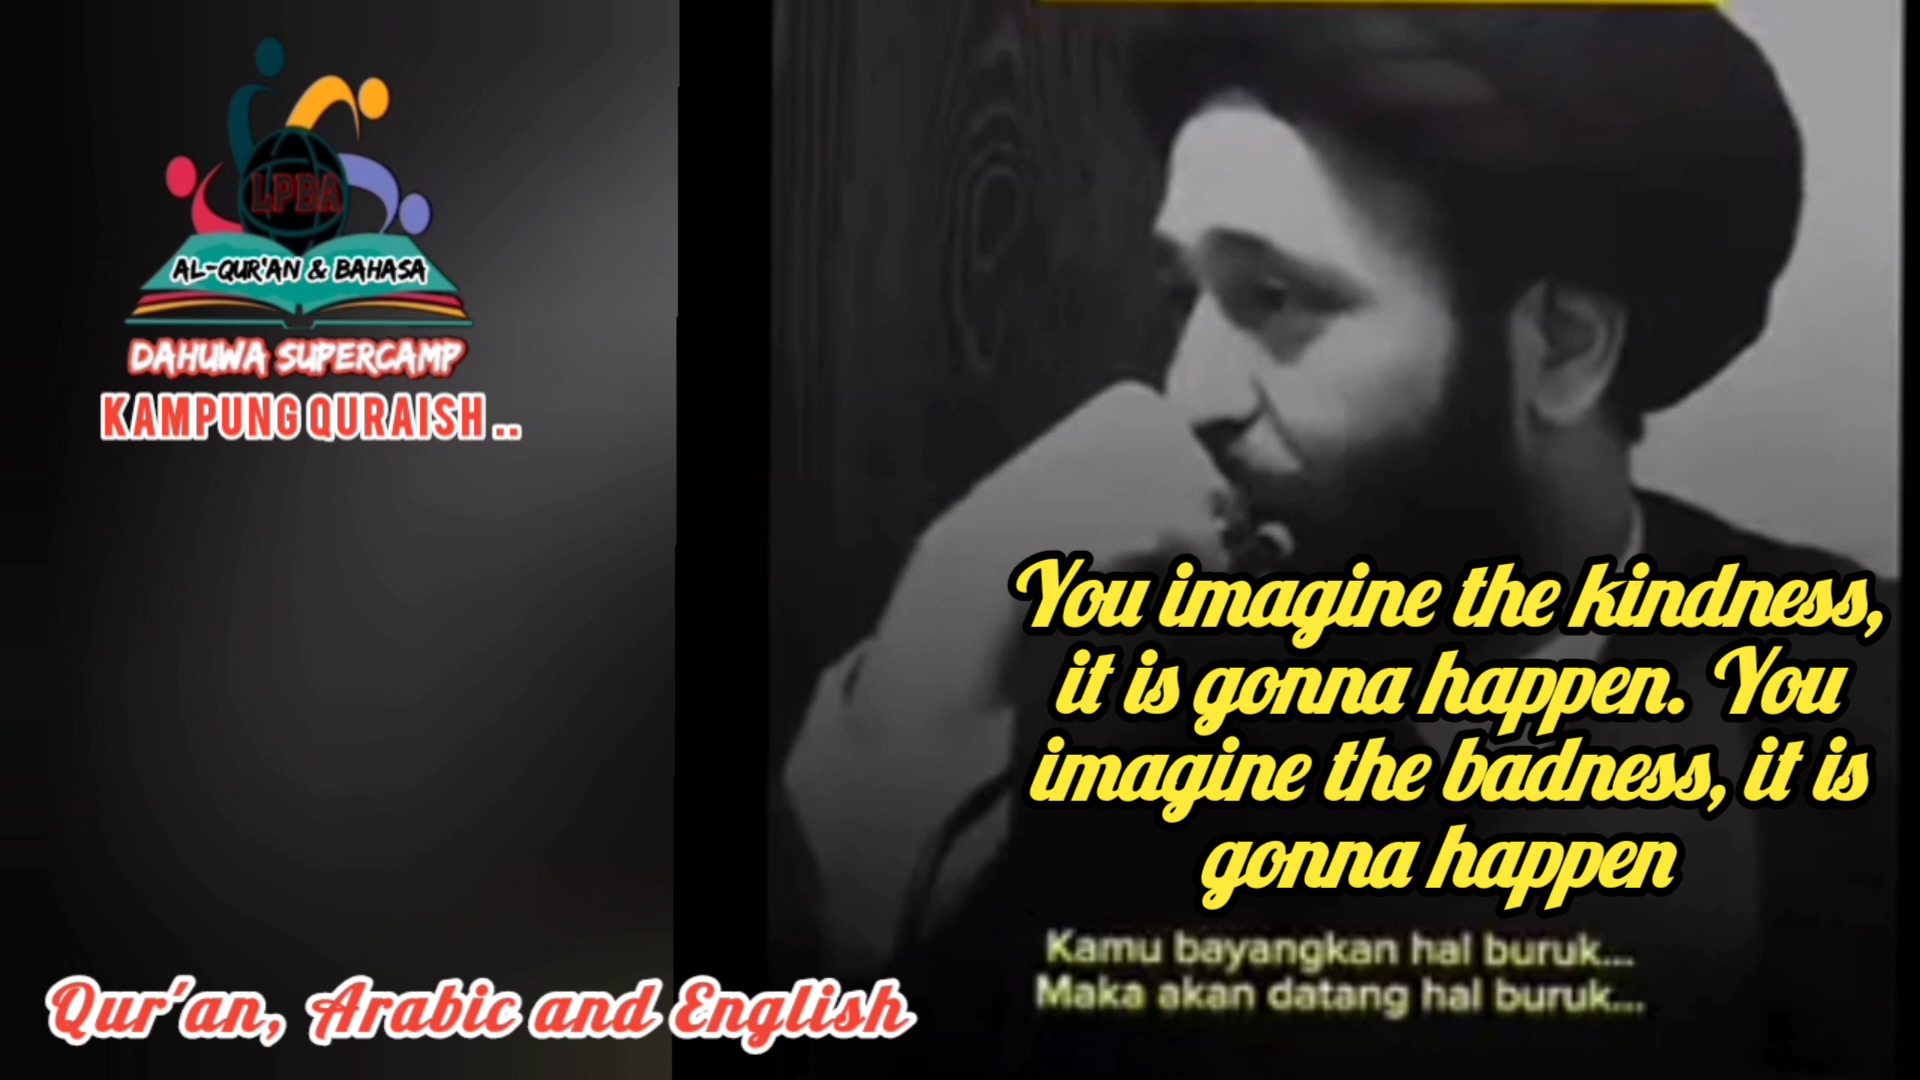 LPBA
AL-QUR'AN & BAHASA
DAHUWA SUPERCAMP
KAMPUNG QURAISH ..
You imagine the kindness,
it is gonna happen. You
imagine the badness, it is
gonna happen
Kamu bayangkan hal buruk...
Maka akan datang hal buruk...
Qur'an, Arabic and English